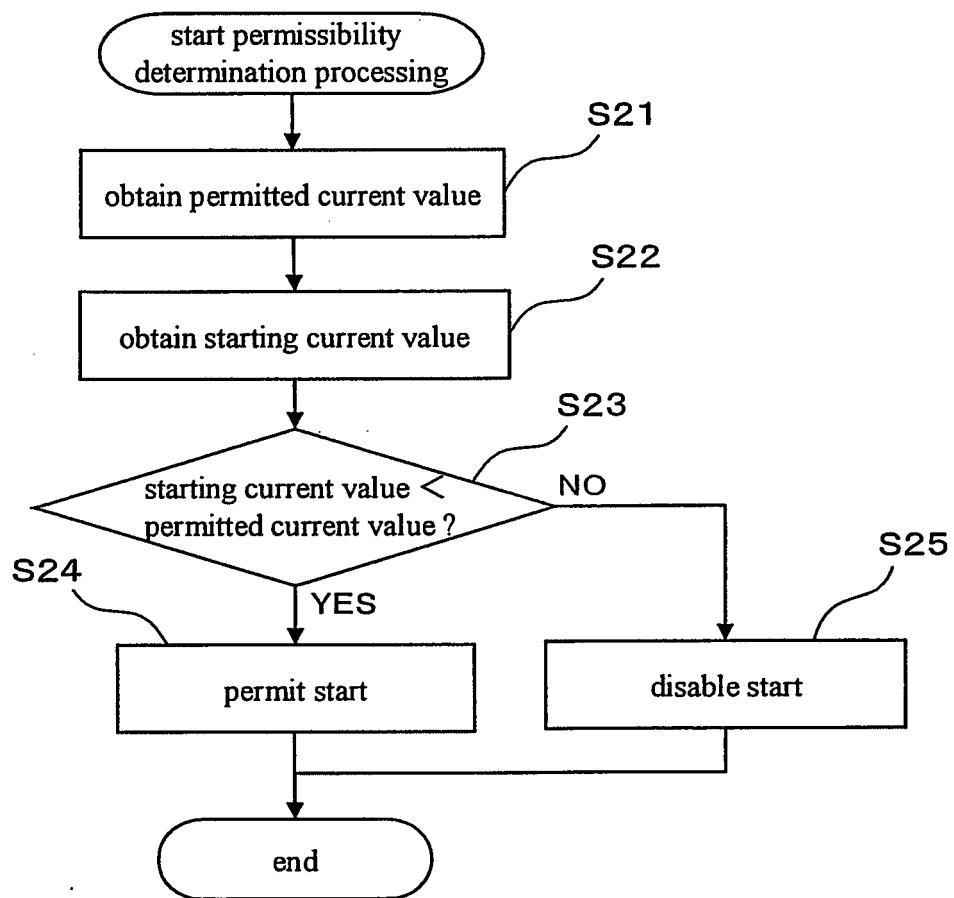 start permissibility
determination processing
S21
obtain permitted current value
S22
obtain starting current value
S23
starting current value <
permitted current value ?
NO
S25
S24
YES
permit start
disable start
end